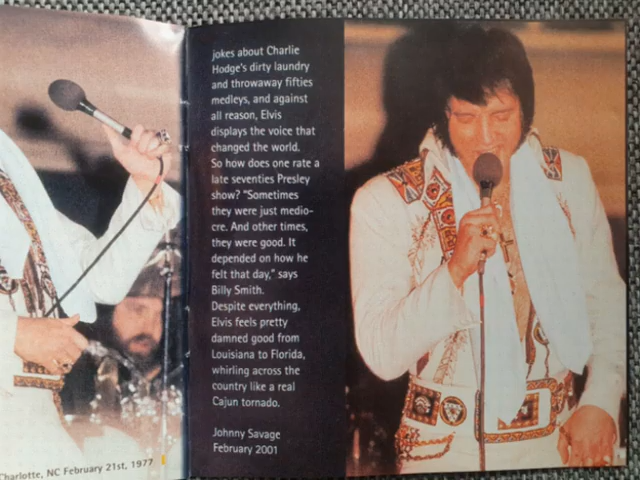 jokes about Charlie
Hodge's dirty laundry
and throwaway fifties
medleys, and against
all reason, Elvis
displays the voice that
changed the world.
So how does one rate a
late seventies Presley
show? "Sometimes
they were just medio-
cre. And other times,
they were good. It
depended on how he
felt that day," says
Billy Smith.
Despite everything,
Elvis feels pretty
damned good from
Louisiana to Florida,
whirling across the
country like a real
Cajun tornado.
Johnny Savage
February 2001
Charlotte, NC February 21st, 1977